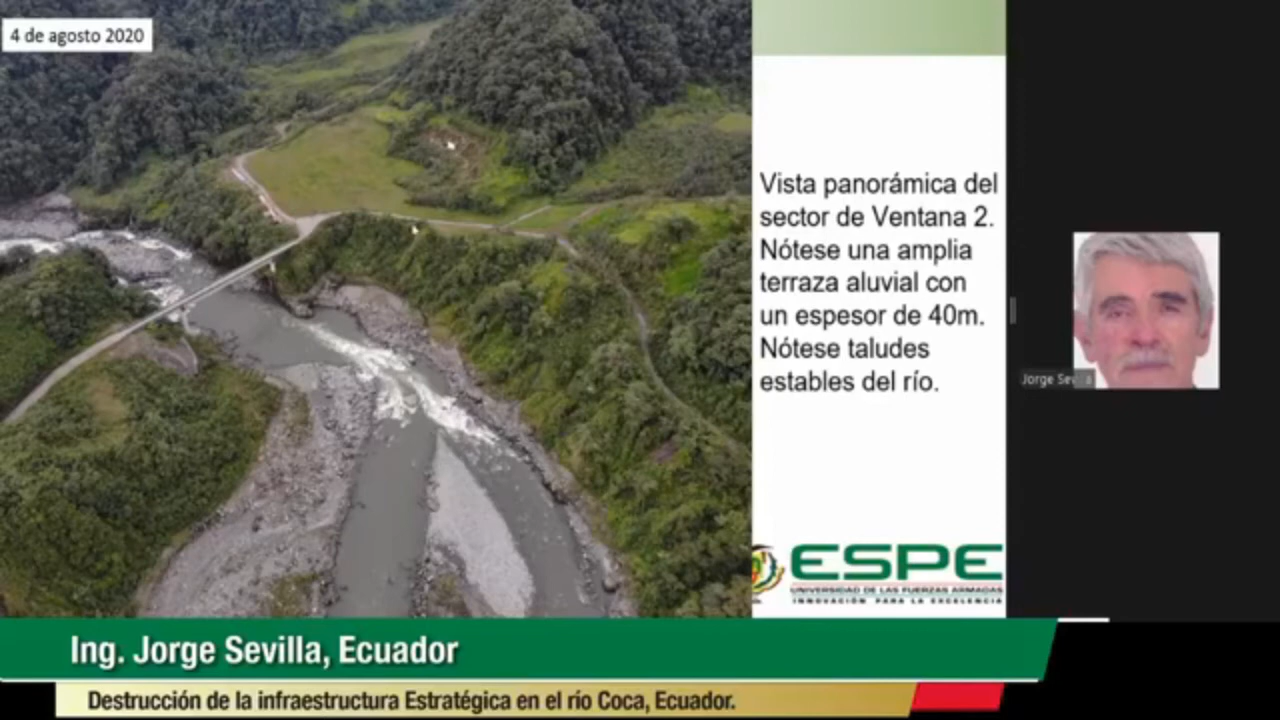 4 de agosto 2020
Vista panorámica del
sector de Ventana 2.
Nótese una amplia
terraza aluvial con
un espesor de 40m.
Nótese taludes
estables del río.
Jorge Sevilla
ESPE
UNIVERSIDAD DE LAS FUERZAS ARMADAS
INNOVACIÓN PARA LA EXCELENCIA
Ing. Jorge Sevilla, Ecuador
Destrucción de la infraestructura Estratégica en el río Coca, Ecuador.